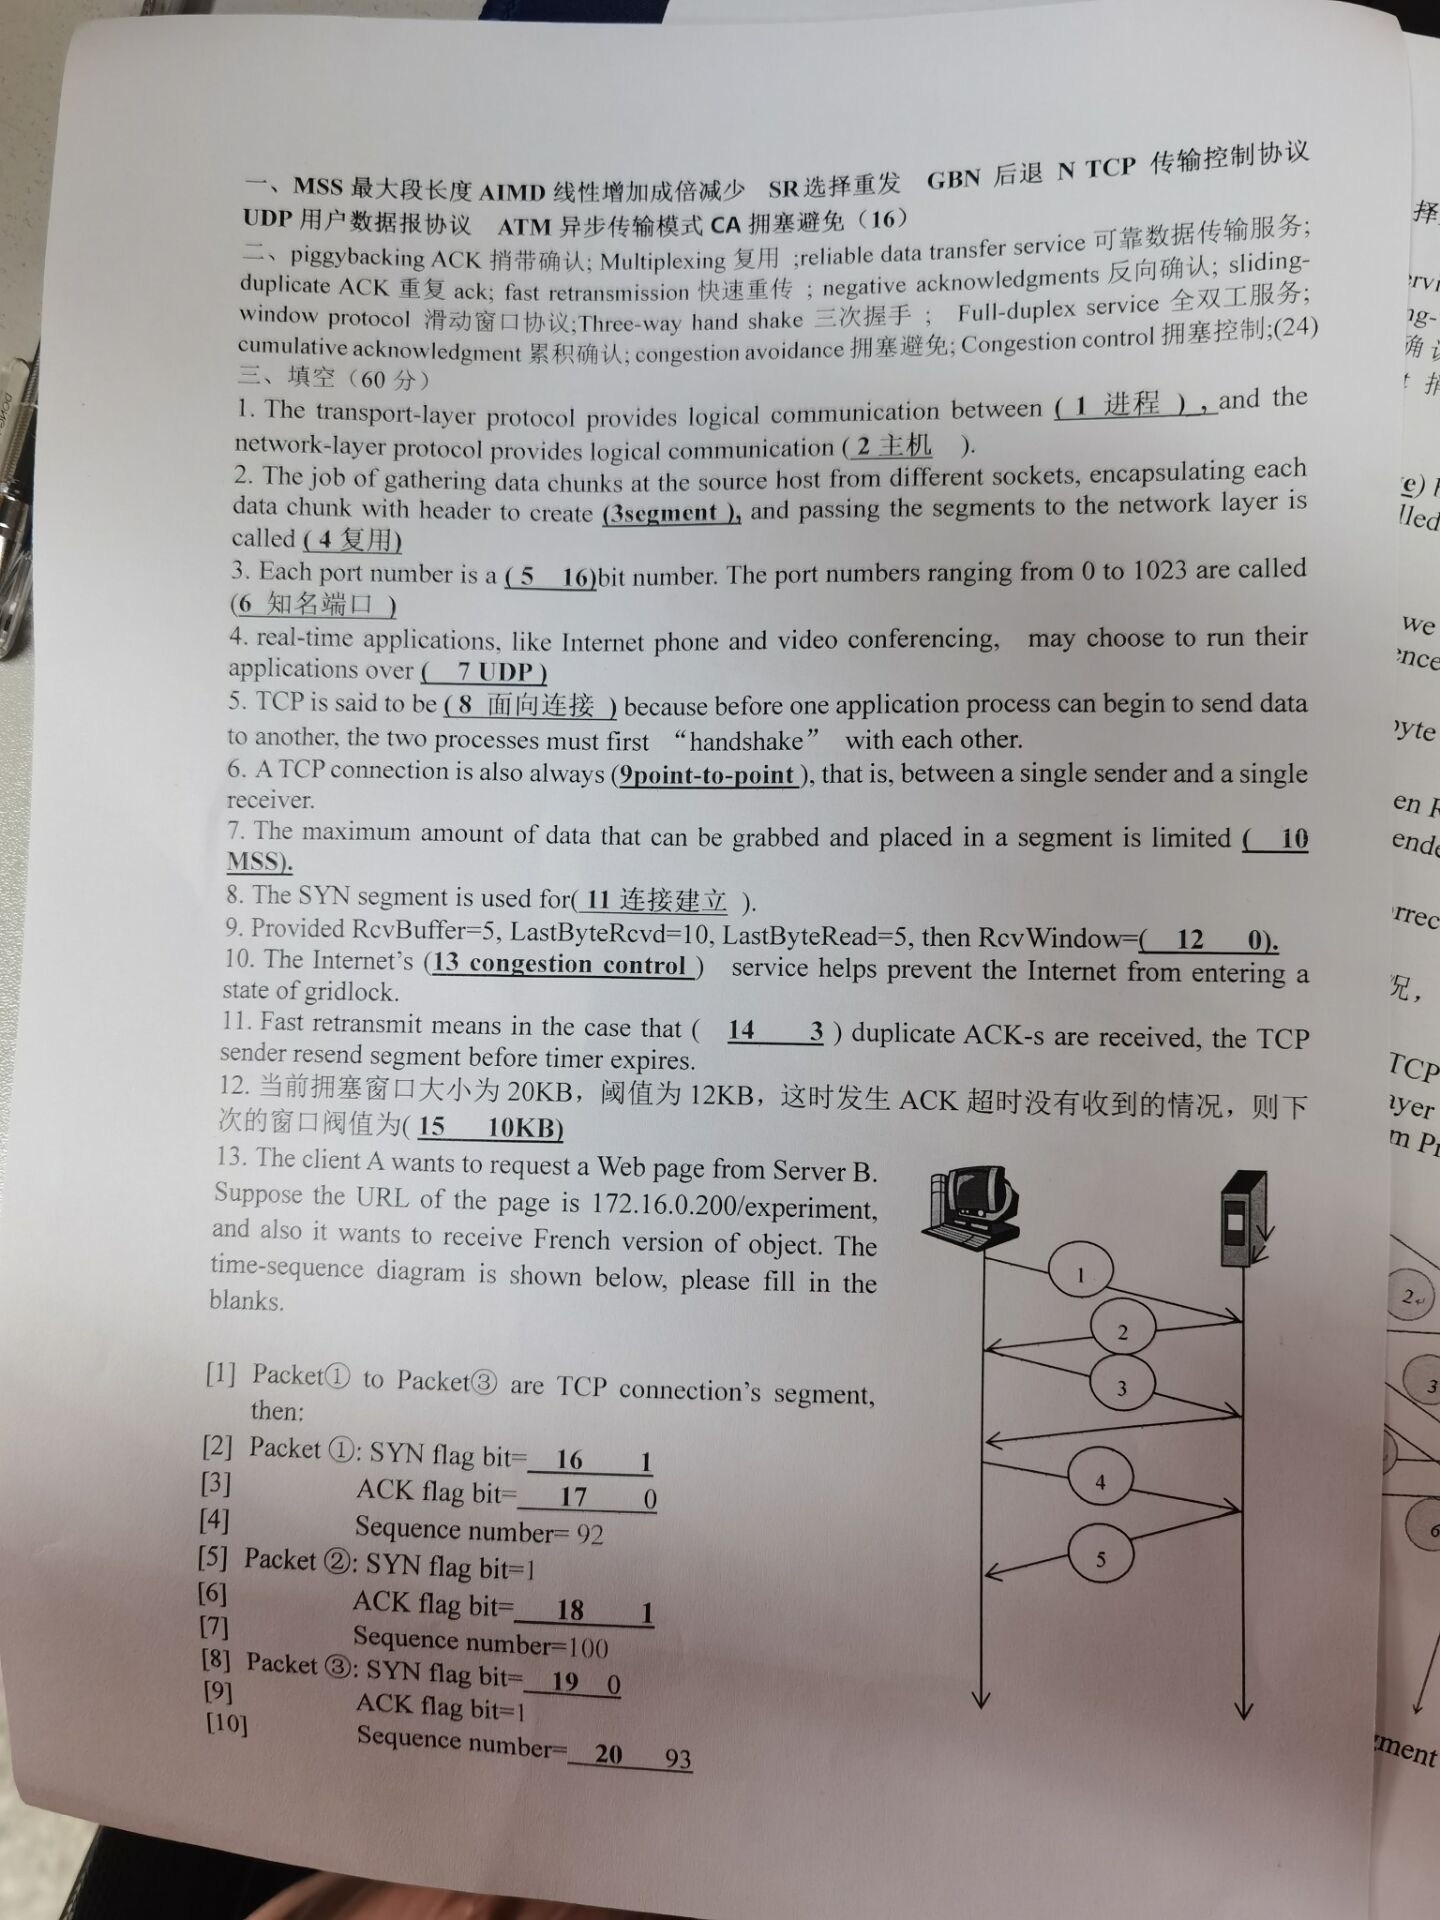 一、MSS 最大段长度 AIMD 线性增加成倍减少 SR 选择重发 GBN 后退 N TCP 传输控制协议
UDP 用户数据报协议 ATM 异步传输模式 CA 拥塞避免（16）
二、piggybacking ACK 捎带确认; Multiplexing 复用 ;reliable data transfer service 可靠数据传输服务;
duplicate ACK 重复 ack; fast retransmission 快速重传 ; negative acknowledgments 反向确认; sliding-
window protocol 滑动窗口协议;Three-way hand shake 三次握手 ; Full-duplex service 全双工服务;
cumulative acknowledgment 累积确认; congestion avoidance 拥塞避免; Congestion control 拥塞控制;(24)
三、填空（60 分）
1. The transport-layer protocol provides logical communication between ( 1 进程 ) , and the
network-layer protocol provides logical communication ( 2 主机 ).
2. The job of gathering data chunks at the source host from different sockets, encapsulating each
data chunk with header to create (3segment ), and passing the segments to the network layer is
called ( 4 复用)
3. Each port number is a ( 5 16)bit number. The port numbers ranging from 0 to 1023 are called
(6 知名端口 )
4. real-time applications, like Internet phone and video conferencing, may choose to run their
applications over ( 7 UDP )
5. TCP is said to be ( 8 面向连接 ) because before one application process can begin to send data
to another, the two processes must first “handshake” with each other.
6. A TCP connection is also always (9point-to-point ), that is, between a single sender and a single
receiver.
7. The maximum amount of data that can be grabbed and placed in a segment is limited ( 10
MSS).
8. The SYN segment is used for( 11 连接建立 ).
9. Provided RcvBuffer=5, LastByteRcvd=10, LastByteRead=5, then RcvWindow=( 12 0).
10. The Internet’s (13 congestion control ) service helps prevent the Internet from entering a
state of gridlock.
11. Fast retransmit means in the case that ( 14 3 ) duplicate ACK-s are received, the TCP
sender resend segment before timer expires.
12. 当前拥塞窗口大小为 20KB，阈值为 12KB，这时发生 ACK 超时没有收到的情况，则下
次的窗口阀值为( 15 10KB)
13. The client A wants to request a Web page from Server B.
Suppose the URL of the page is 172.16.0.200/experiment,
and also it wants to receive French version of object. The
time-sequence diagram is shown below, please fill in the
blanks.
[1] Packet① to Packet③ are TCP connection’s segment,
then:
[2] Packet ①: SYN flag bit= 16 1
[3] ACK flag bit= 17 0
[4] Sequence number= 92
[5] Packet ②: SYN flag bit=1
[6] ACK flag bit= 18 1
[7] Sequence number=100
[8] Packet ③: SYN flag bit= 19 0
[9] ACK flag bit=1
[10] Sequence number= 20 93
1
2
3
4
5
择
ng-
e)
lled
we
ence
yte
en
ende
rrec
况，
TCP
ayer
m
2
3
6
gment